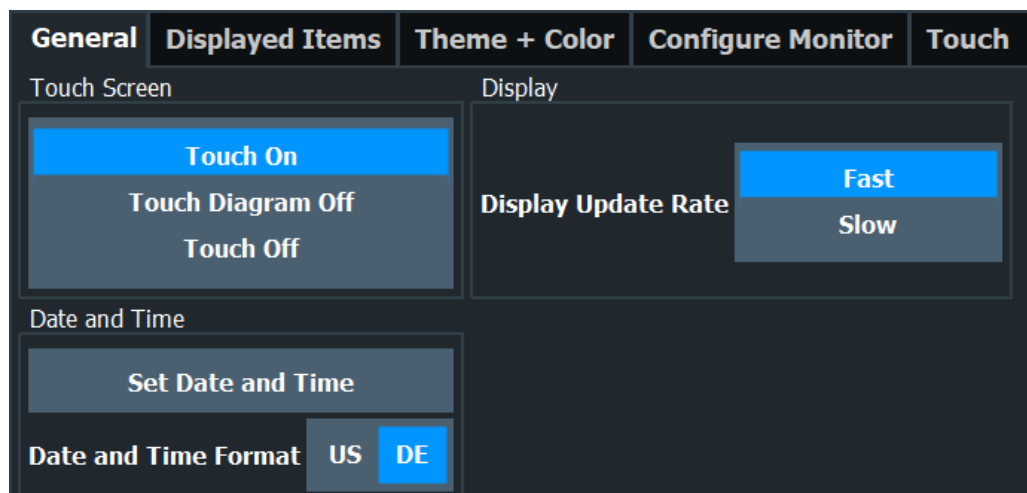 General Displayed Items Theme + Color Configure Monitor Touch
Touch Screen
Touch On
Touch Diagram Off
Touch Off
Display
Display Update Rate
Fast
Slow
Date and Time
Set Date and Time
Date and Time Format US DE